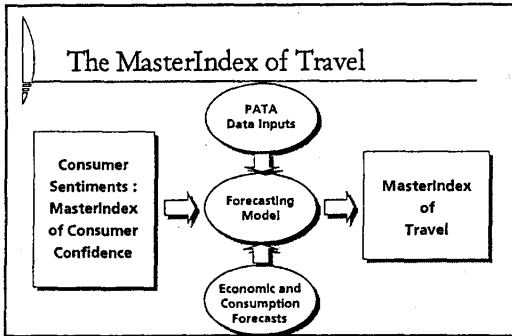 The MasterIndex of Travel
PATA
Data Inputs
Consumer
Sentiments :
MasterIndex
of Consumer
Confidence
Forecasting
Model
MasterIndex
of
Travel
Economic and
Consumption
Forecasts